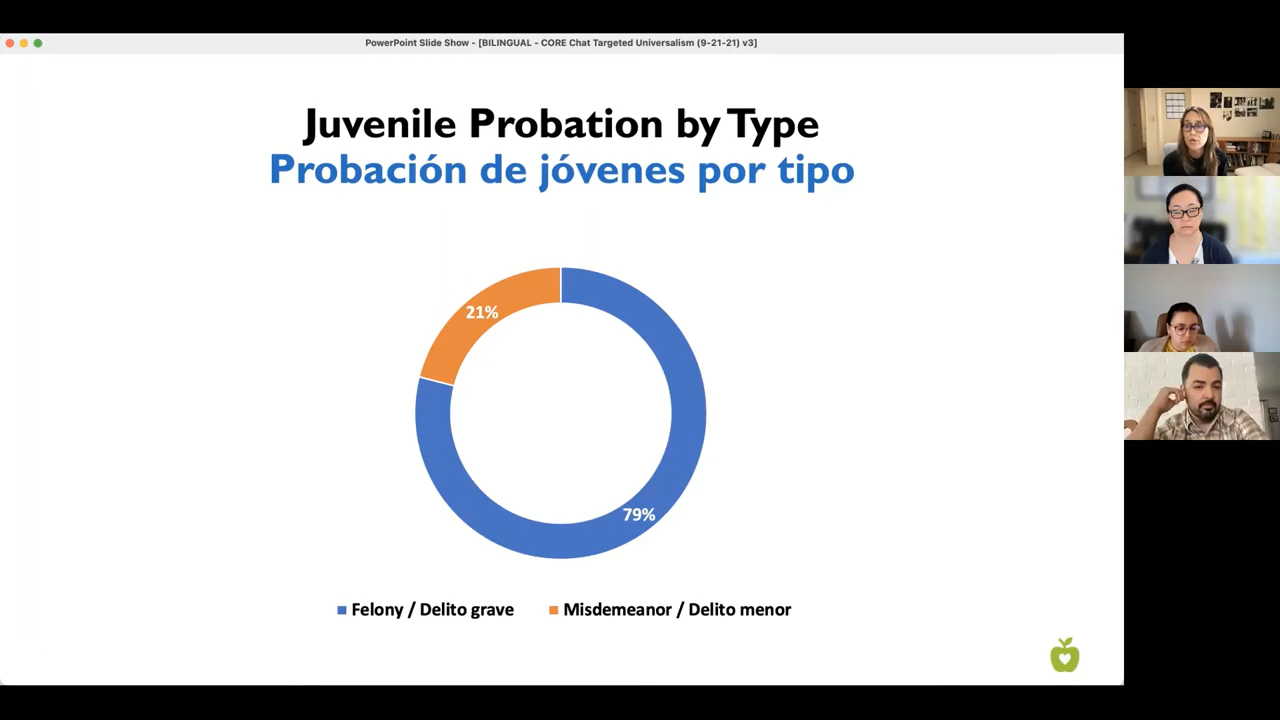 PowerPoint Slide Show - [BILINGUAL - CORE Chat Targeted Universalism (9-21-21) v3]
Juvenile Probation by Type
Probación de jóvenes por tipo
21%
79%
Felony / Delito grave
Misdemeanor / Delito menor